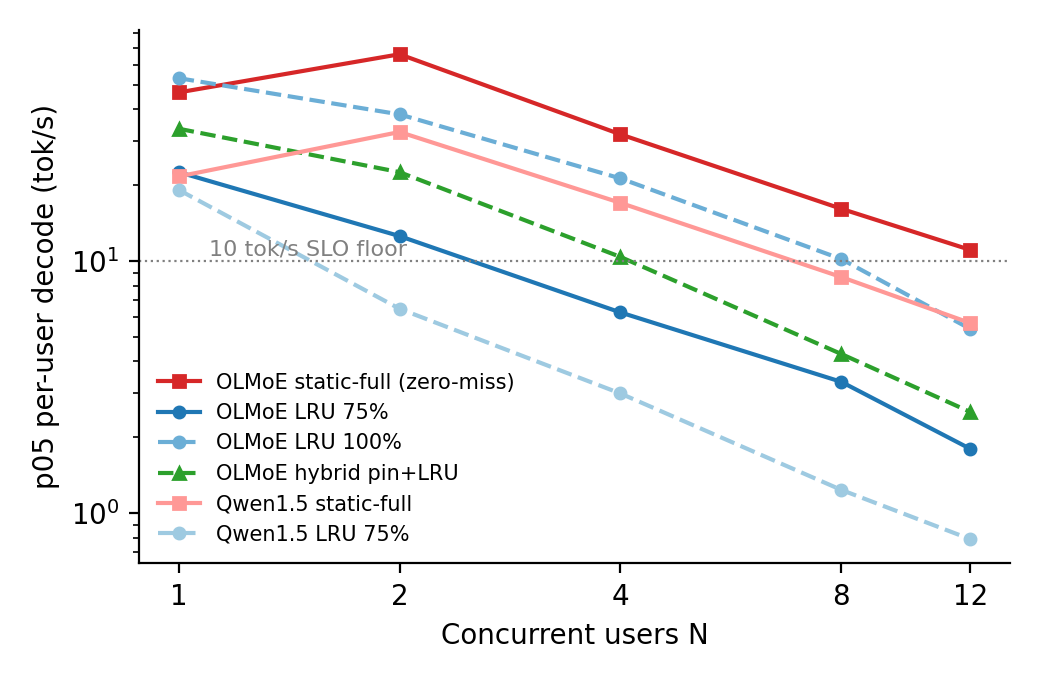 p05 per-user decode (tok/s)
10¹
10⁰
10 tok/s SLO floor
OLMoE static-full (zero-miss)
OLMoE LRU 75%
OLMoE LRU 100%
OLMoE hybrid pin+LRU
Qwen1.5 static-full
Qwen1.5 LRU 75%
1 2 4 8 12
Concurrent users N